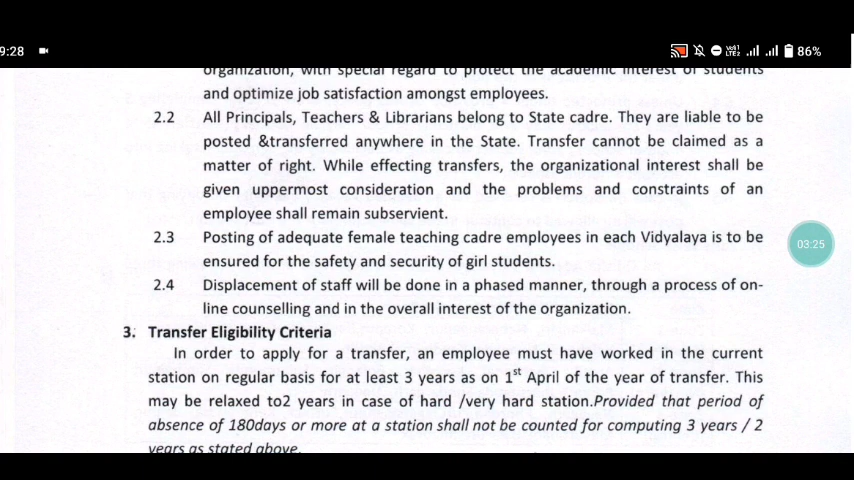 9:28
Vo)) LTE2
86%
organization, with special regard to protect the academic interest of students
and optimize job satisfaction amongst employees.
2.2 All Principals, Teachers & Librarians belong to State cadre. They are liable to be
posted &transferred anywhere in the State. Transfer cannot be claimed as a
matter of right. While effecting transfers, the organizational interest shall be
given uppermost consideration and the problems and constraints of an
employee shall remain subservient.
2.3 Posting of adequate female teaching cadre employees in each Vidyalaya is to be
ensured for the safety and security of girl students.
03:25
2.4 Displacement of staff will be done in a phased manner, through a process of on-
line counselling and in the overall interest of the organization.
3. Transfer Eligibility Criteria
In order to apply for a transfer, an employee must have worked in the current
station on regular basis for at least 3 years as on 1st April of the year of transfer. This
may be relaxed to2 years in case of hard /very hard station.Provided that period of
absence of 180days or more at a station shall not be counted for computing 3 years / 2
years as stated above.